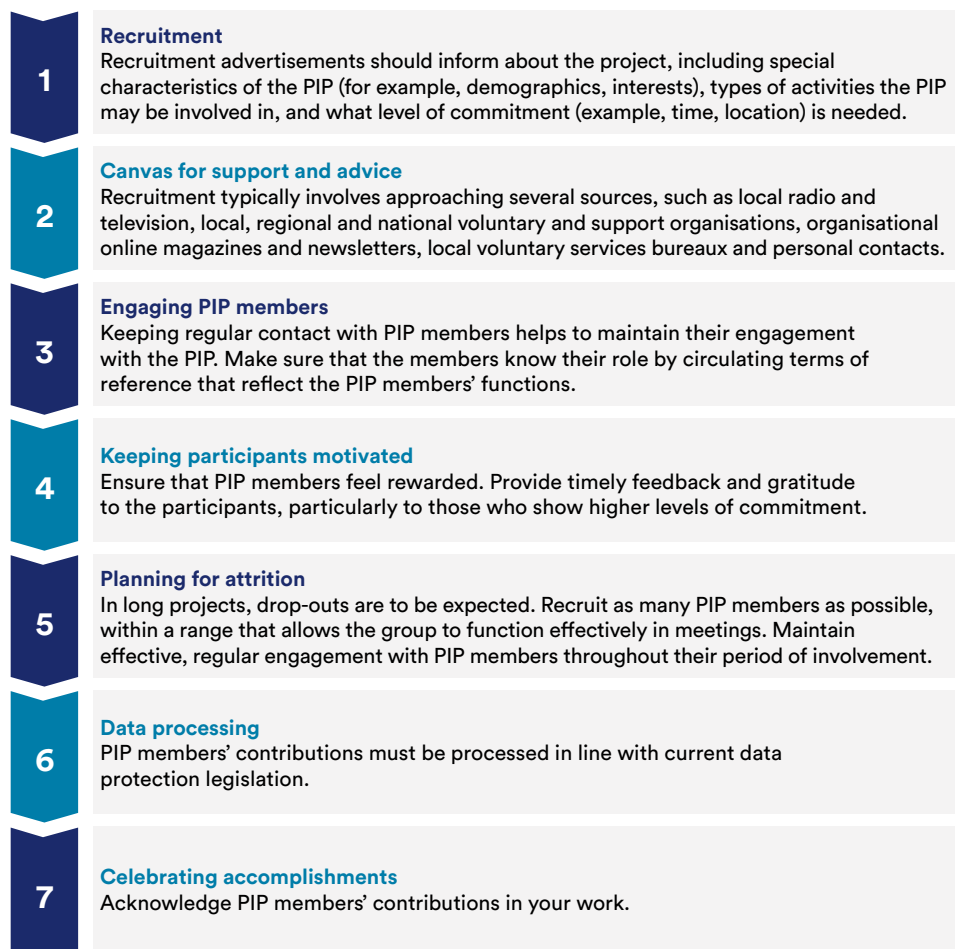 1
Recruitment
Recruitment advertisements should inform about the project, including special
characteristics of the PIP (for example, demographics, interests), types of activities the PIP
may be involved in, and what level of commitment (example, time, location) is needed.
2
Canvas for support and advice
Recruitment typically involves approaching several sources, such as local radio and
television, local, regional and national voluntary and support organisations, organisational
online magazines and newsletters, local voluntary services bureaux and personal contacts.
3
Engaging PIP members
Keeping regular contact with PIP members helps to maintain their engagement
with the PIP. Make sure that the members know their role by circulating terms of
reference that reflect the PIP members’ functions.
4
Keeping participants motivated
Ensure that PIP members feel rewarded. Provide timely feedback and gratitude
to the participants, particularly to those who show higher levels of commitment.
5
Planning for attrition
In long projects, drop-outs are to be expected. Recruit as many PIP members as possible,
within a range that allows the group to function effectively in meetings. Maintain
effective, regular engagement with PIP members throughout their period of involvement.
6
Data processing
PIP members’ contributions must be processed in line with current data
protection legislation.
7
Celebrating accomplishments
Acknowledge PIP members’ contributions in your work.